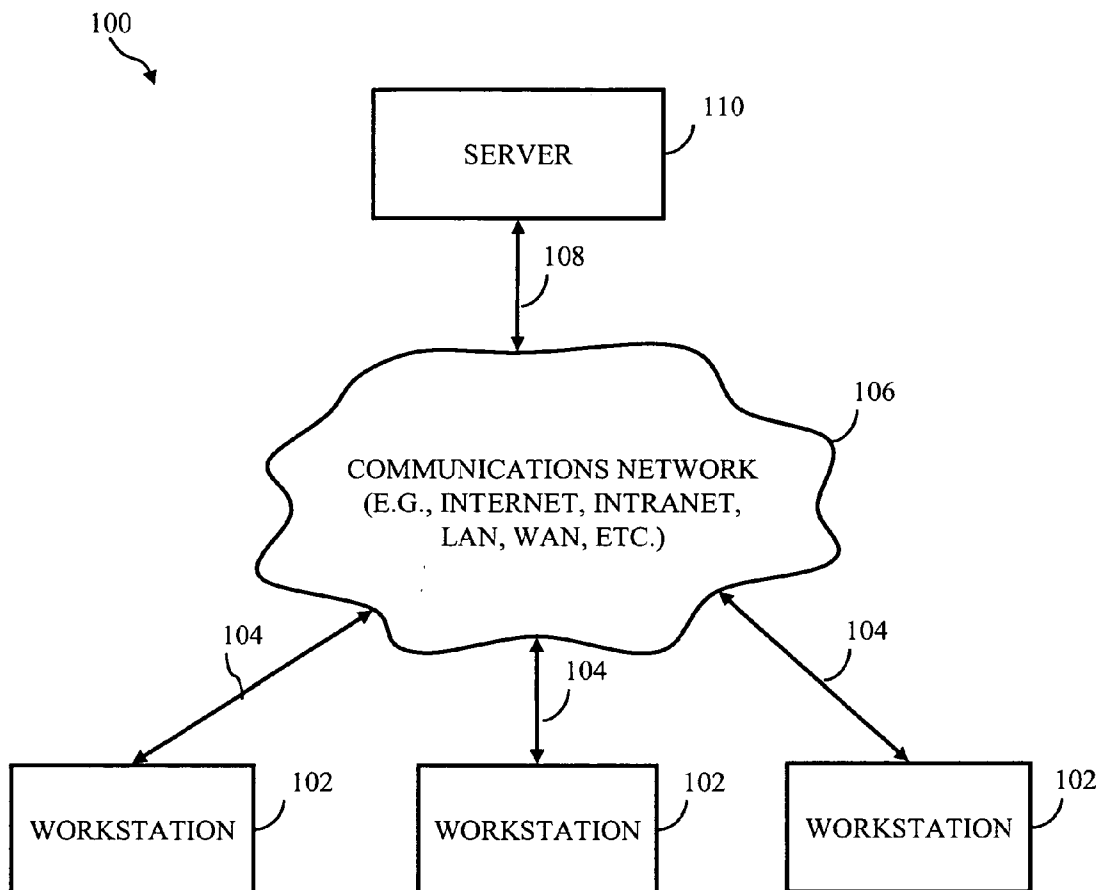 100
110
SERVER
108
106
COMMUNICATIONS NETWORK
(E.G., INTERNET, INTRANET,
LAN, WAN, ETC.)
104
104
104
102
102
102
WORKSTATION
WORKSTATION
WORKSTATION